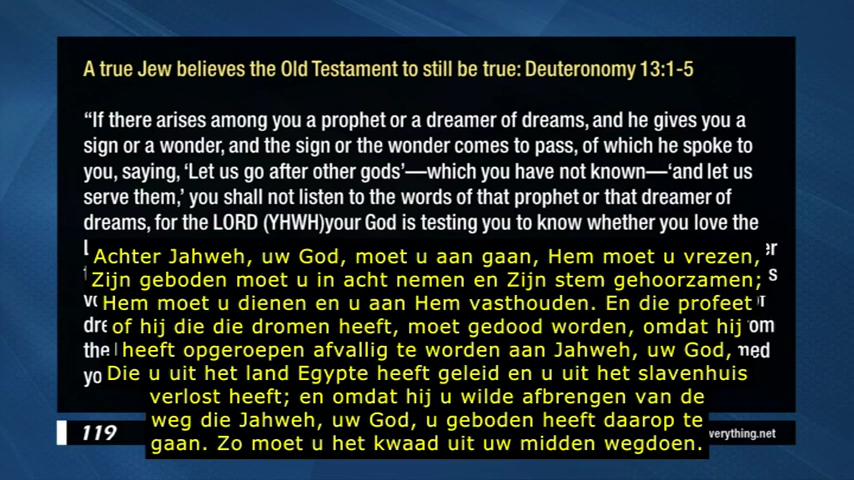 A true Jew believes the Old Testament to still be true: Deuteronomy 13:1-5
“If there arises among you a prophet or a dreamer of dreams, and he gives you a
sign or a wonder, and the sign or the wonder comes to pass, of which he spoke to
you, saying, ‘Let us go after other gods’—which you have not known—‘and let us
serve them,’ you shall not listen to the words of that prophet or that dreamer of
dreams, for the LORD (YHWH)your God is testing you to know whether you love the
Achter Jahweh, uw God, moet u aan gaan, Hem moet u vrezen,
Zijn geboden moet u in acht nemen en Zijn stem gehoorzamen;
Hem moet u dienen en u aan Hem vasthouden. En die profeet
of hij die die dromen heeft, moet gedood worden, omdat hij
heeft opgeroepen afvallig te worden aan Jahweh, uw God,
Die u uit het land Egypte heeft geleid en u uit het slavenhuis
verlost heeft; en omdat hij u wilde afbrengen van de
weg die Jahweh, uw God, u geboden heeft daarop te
gaan. Zo moet u het kwaad uit uw midden wegdoen.
119